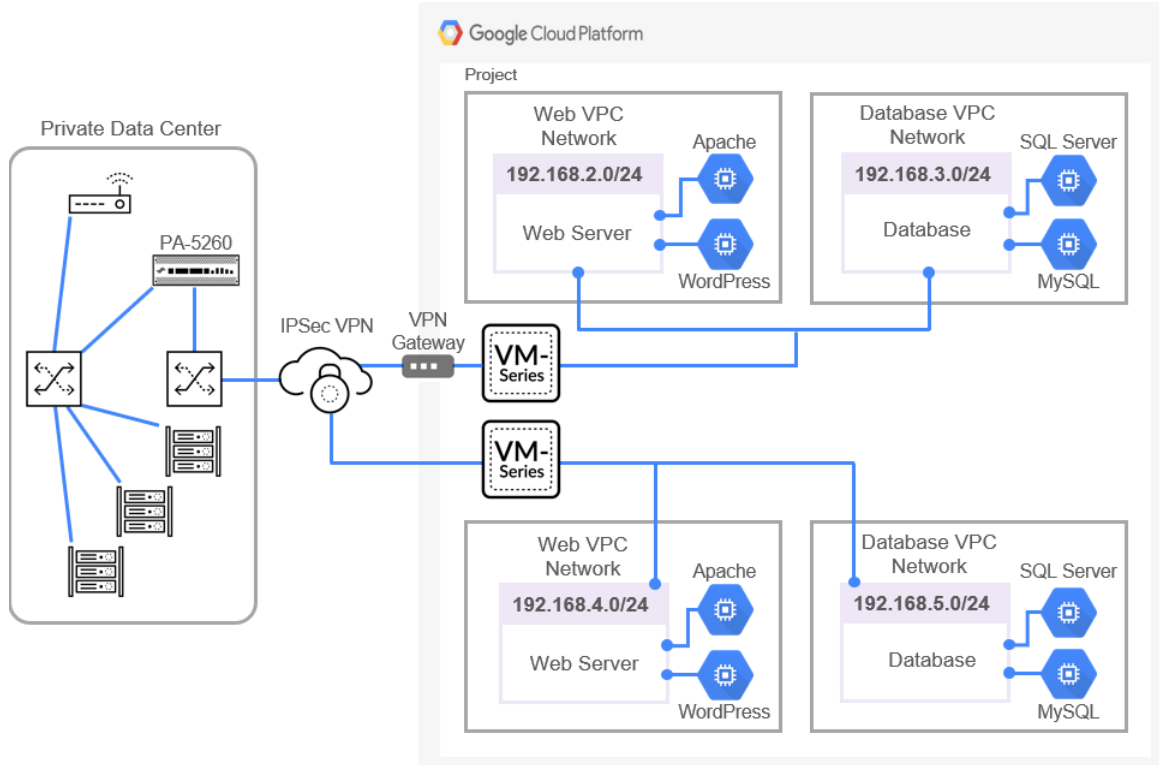 Google Cloud Platform
Project
Private Data Center
PA-5260
IPSec VPN
VPN
Gateway
VM-
Series
VM-
Series
Web VPC
Network
192.168.2.0/24
Web Server
Apache
WordPress
Database VPC
Network
192.168.3.0/24
Database
SQL Server
MySQL
Web VPC
Network
192.168.4.0/24
Web Server
Apache
WordPress
Database VPC
Network
192.168.5.0/24
Database
SQL Server
MySQL